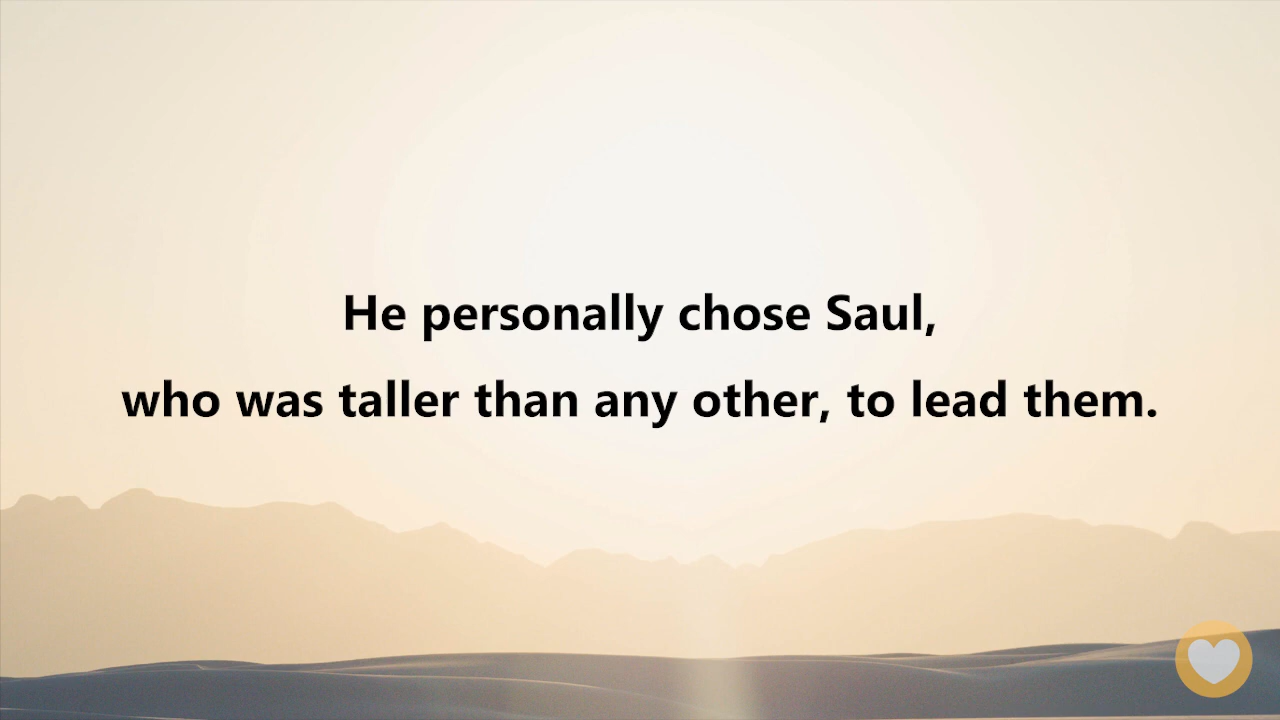 He personally chose Saul,
who was taller than any other, to lead them.